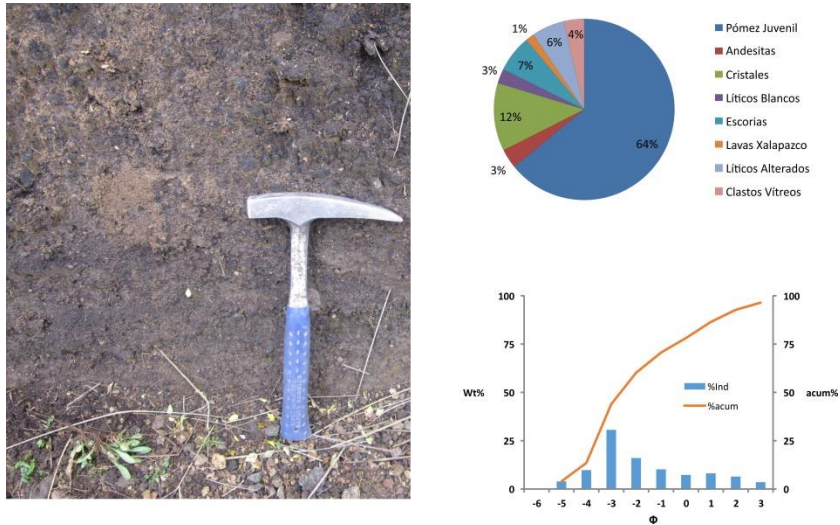 1%
6%
4%
7%
3%
12%
64%
3%
Pómez Juvenil
Andesitas
Cristales
Líticos Blancos
Escorias
Lavas Xalapazco
Líticos Alterados
Clastos Vítreos
100
75
50
25
0
Wt%
100
75
50
25
0
acum%
%Ind
%acum
-6 -5 -4 -3 -2 -1 0 1 2 3
Φ